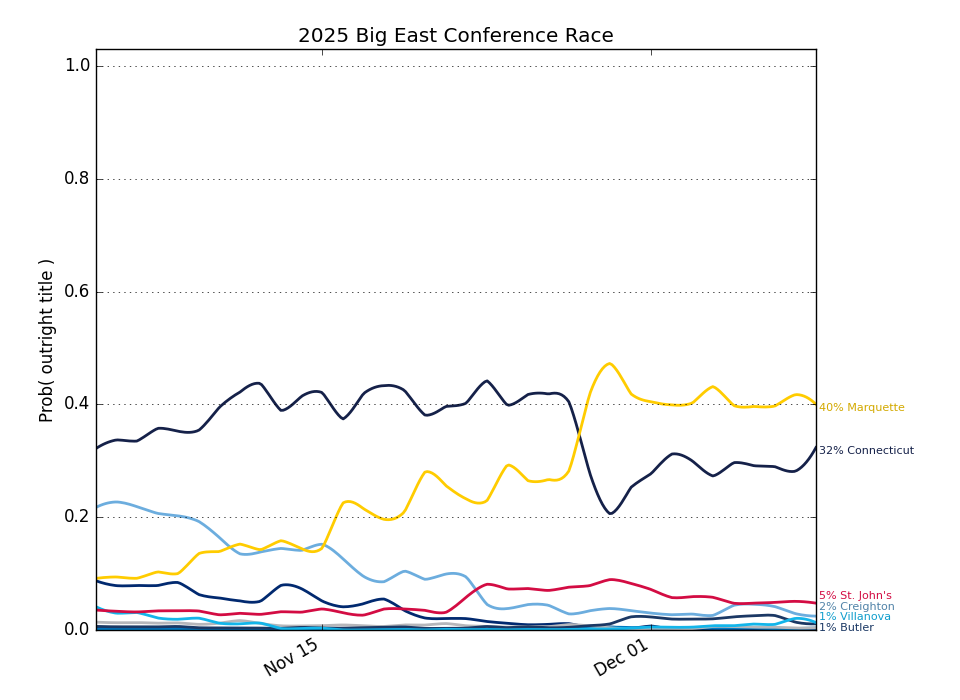 2025 Big East Conference Race
Prob( outright title )
1.0
0.8
0.6
0.4
0.2
0.0
Nov 15
Dec 01
40% Marquette
32% Connecticut
5% St. John's
2% Creighton
1% Villanova
1% Butler